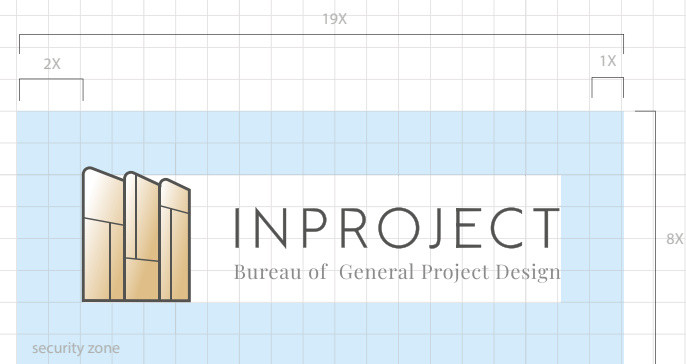 19X
2X
1X
INPROJECT
8X
Bureau of General Project Design
security zone